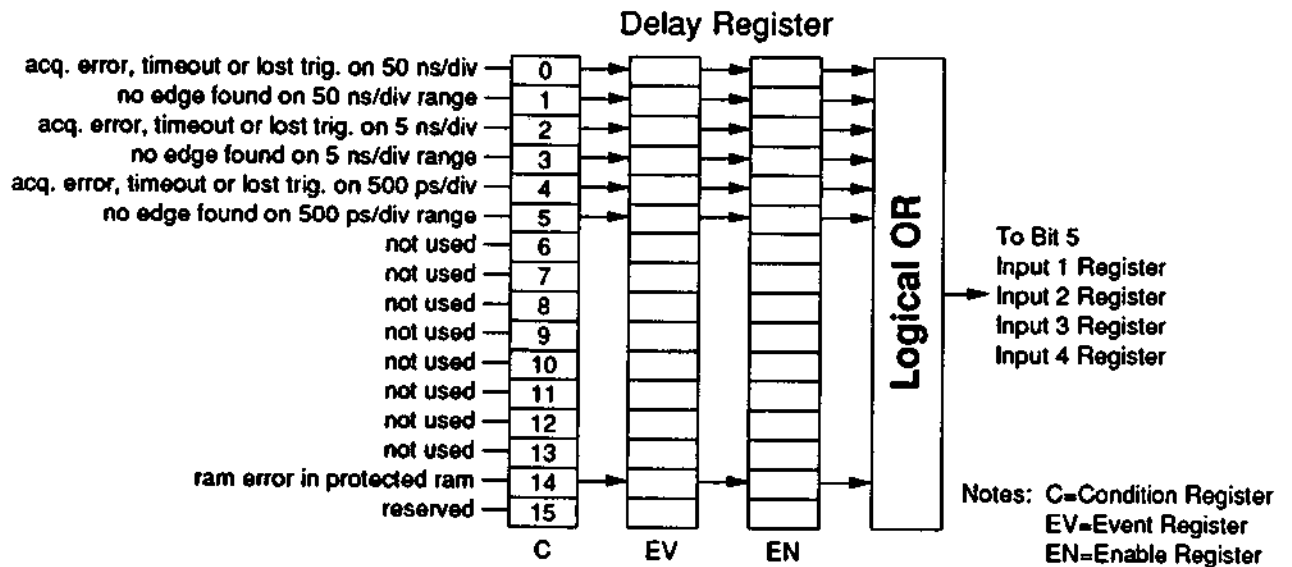 Delay Register
acq. error, timeout or lost trig. on 50 ns/div 0
no edge found on 50 ns/div range 1
acq. error, timeout or lost trig. on 5 ns/div 2
no edge found on 5 ns/div range 3
acq. error, timeout or lost trig. on 500 ps/div 4
no edge found on 500 ps/div range 5
not used 6
not used 7
not used 8
not used 9
not used 10
not used 11
not used 12
not used 13
ram error in protected ram 14
reserved 15
C EV EN
Logical OR
To Bit 5
Input 1 Register
Input 2 Register
Input 3 Register
Input 4 Register
Notes: C=Condition Register
EV=Event Register
EN=Enable Register